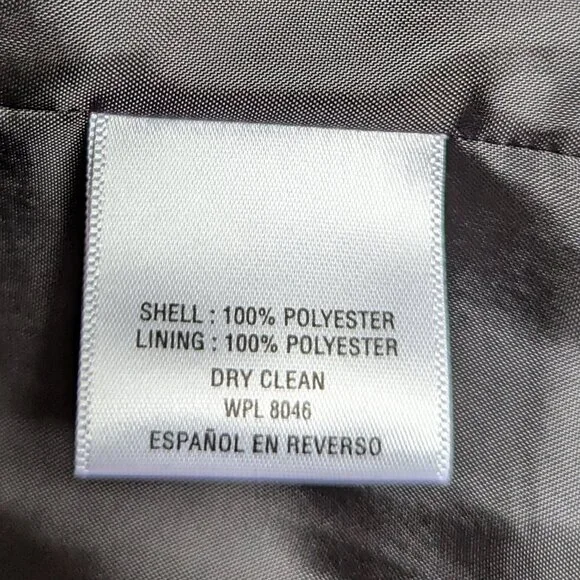 SHELL : 100% POLYESTER
LINING : 100% POLYESTER
DRY CLEAN
WPL 8046
ESPAÑOL EN REVERSO